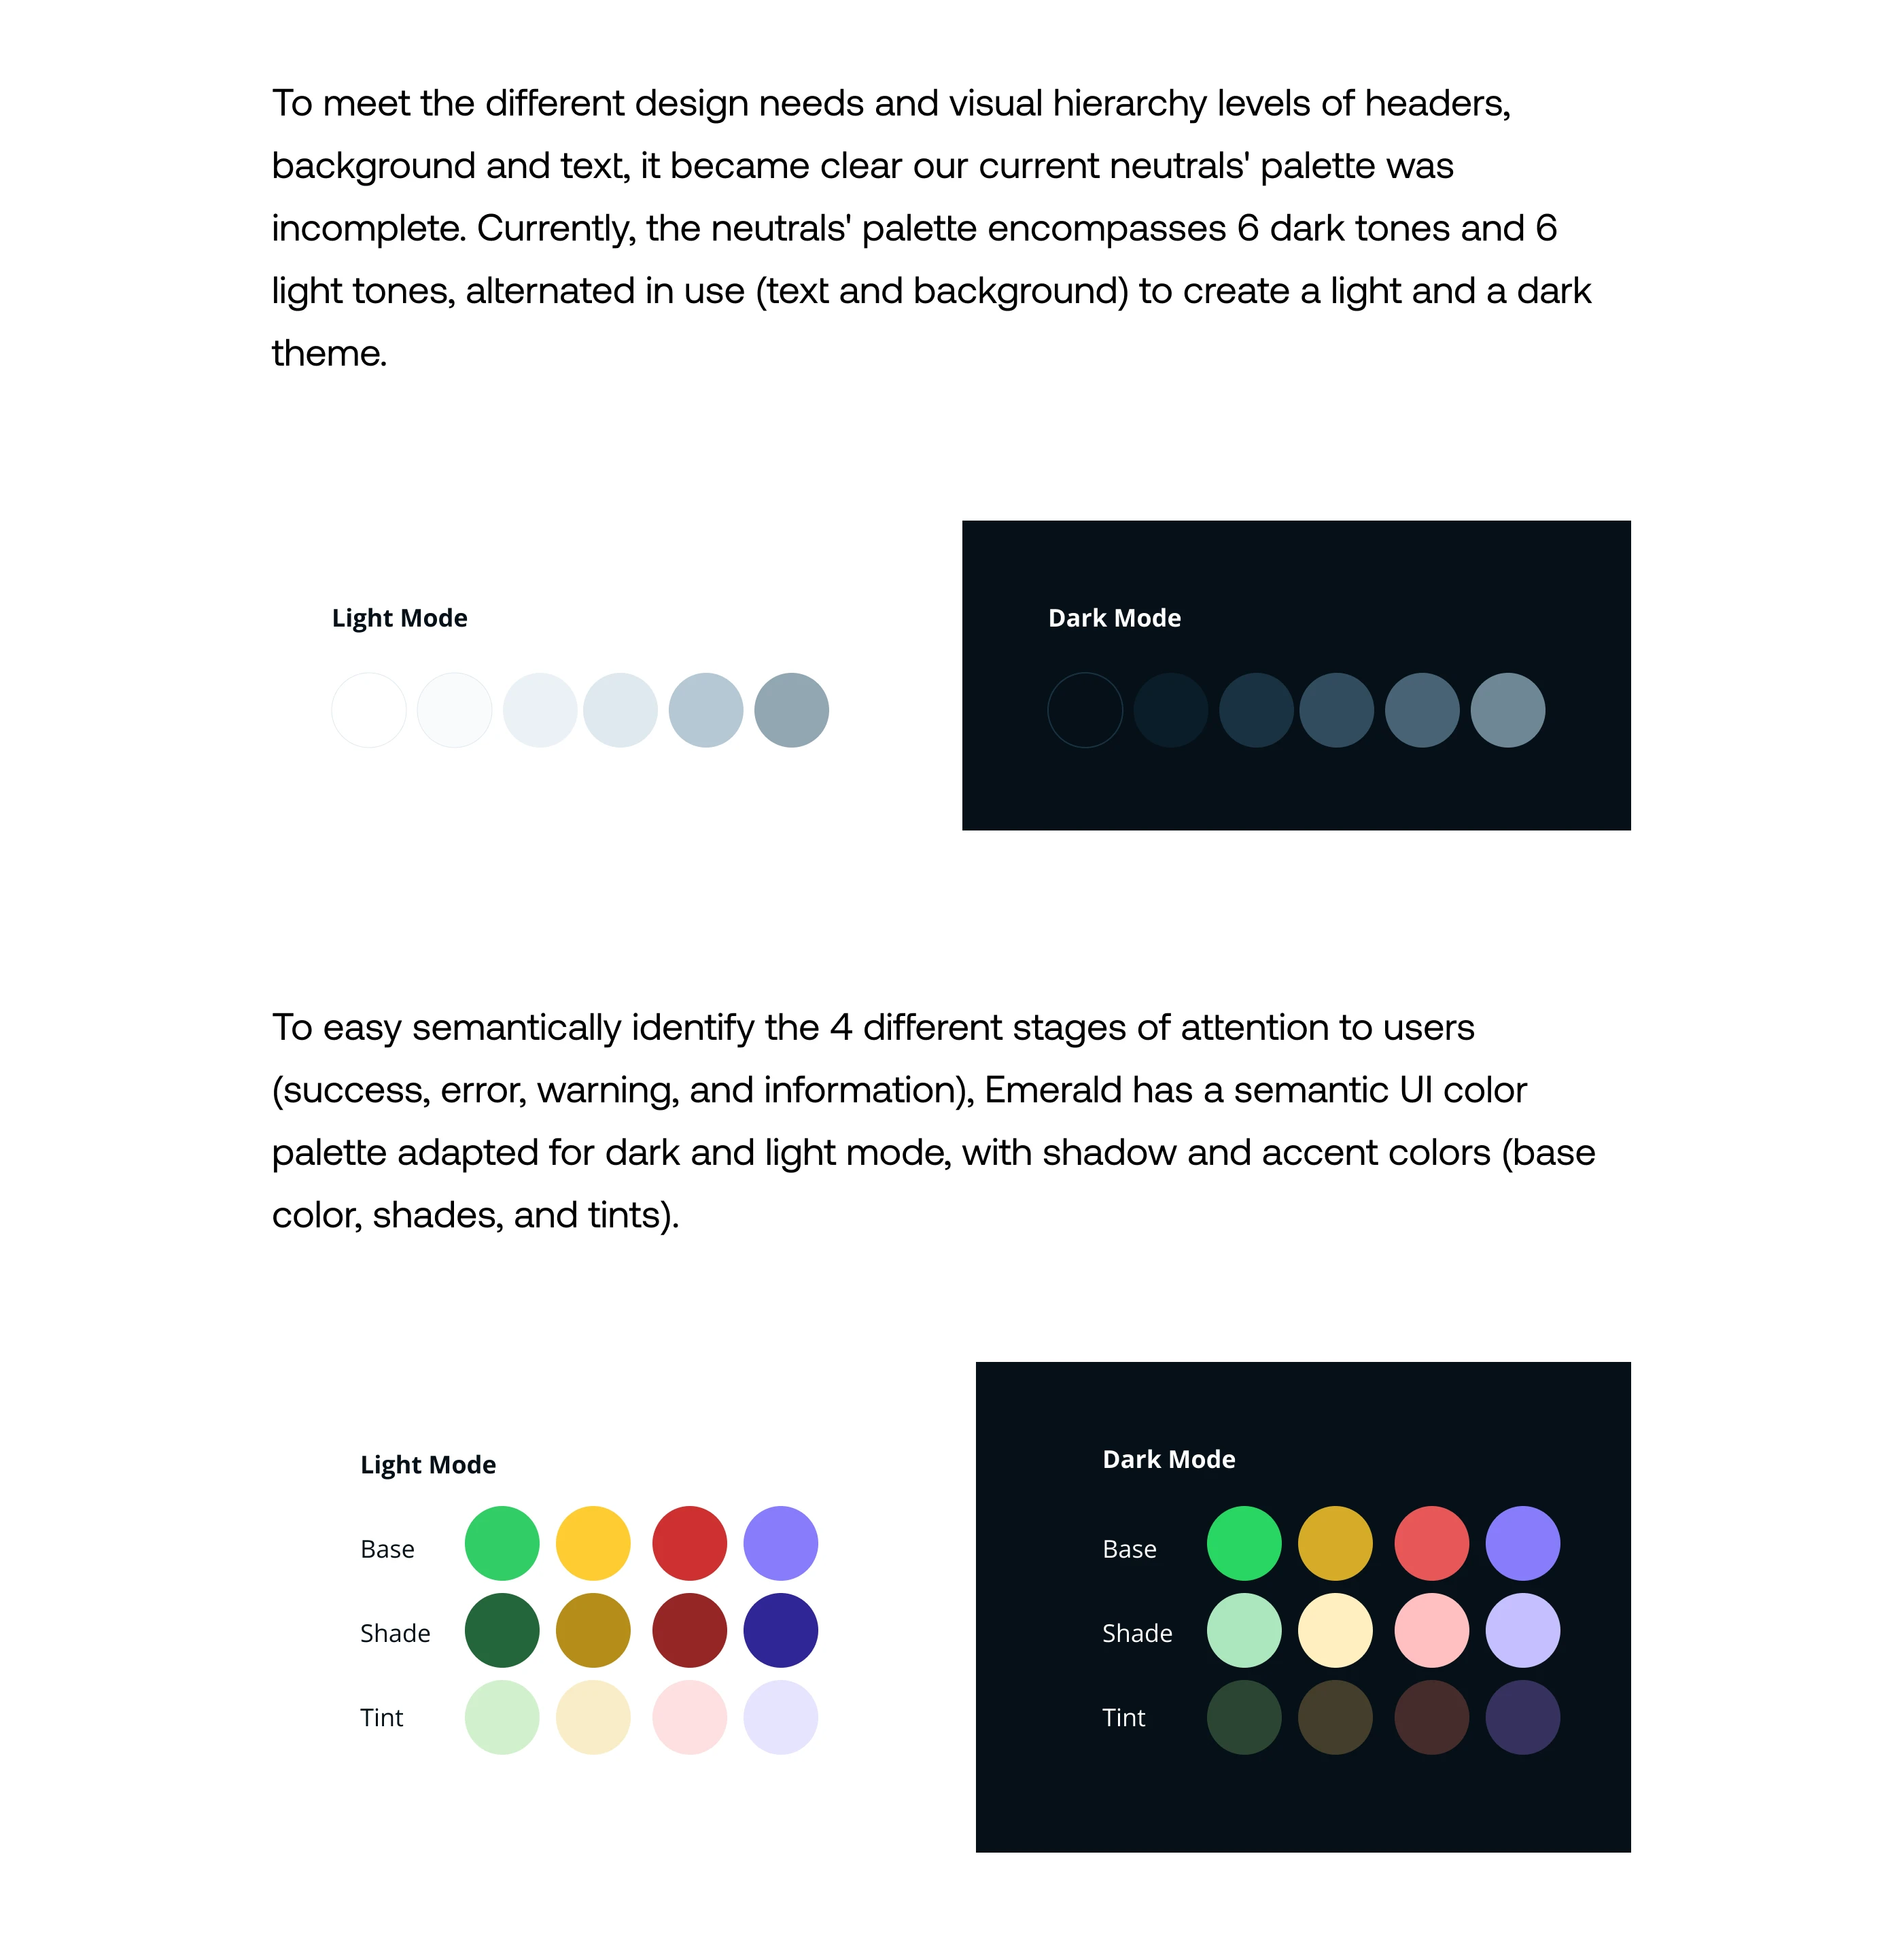 To meet the different design needs and visual hierarchy levels of headers,
background and text, it became clear our current neutrals' palette was
incomplete. Currently, the neutrals' palette encompasses 6 dark tones and 6
light tones, alternated in use (text and background) to create a light and a dark
theme.
Light Mode
Dark Mode
To easy semantically identify the 4 different stages of attention to users
(success, error, warning, and information), Emerald has a semantic UI color
palette adapted for dark and light mode, with shadow and accent colors (base
color, shades, and tints).
Light Mode
Base
Shade
Tint
Dark Mode
Base
Shade
Tint